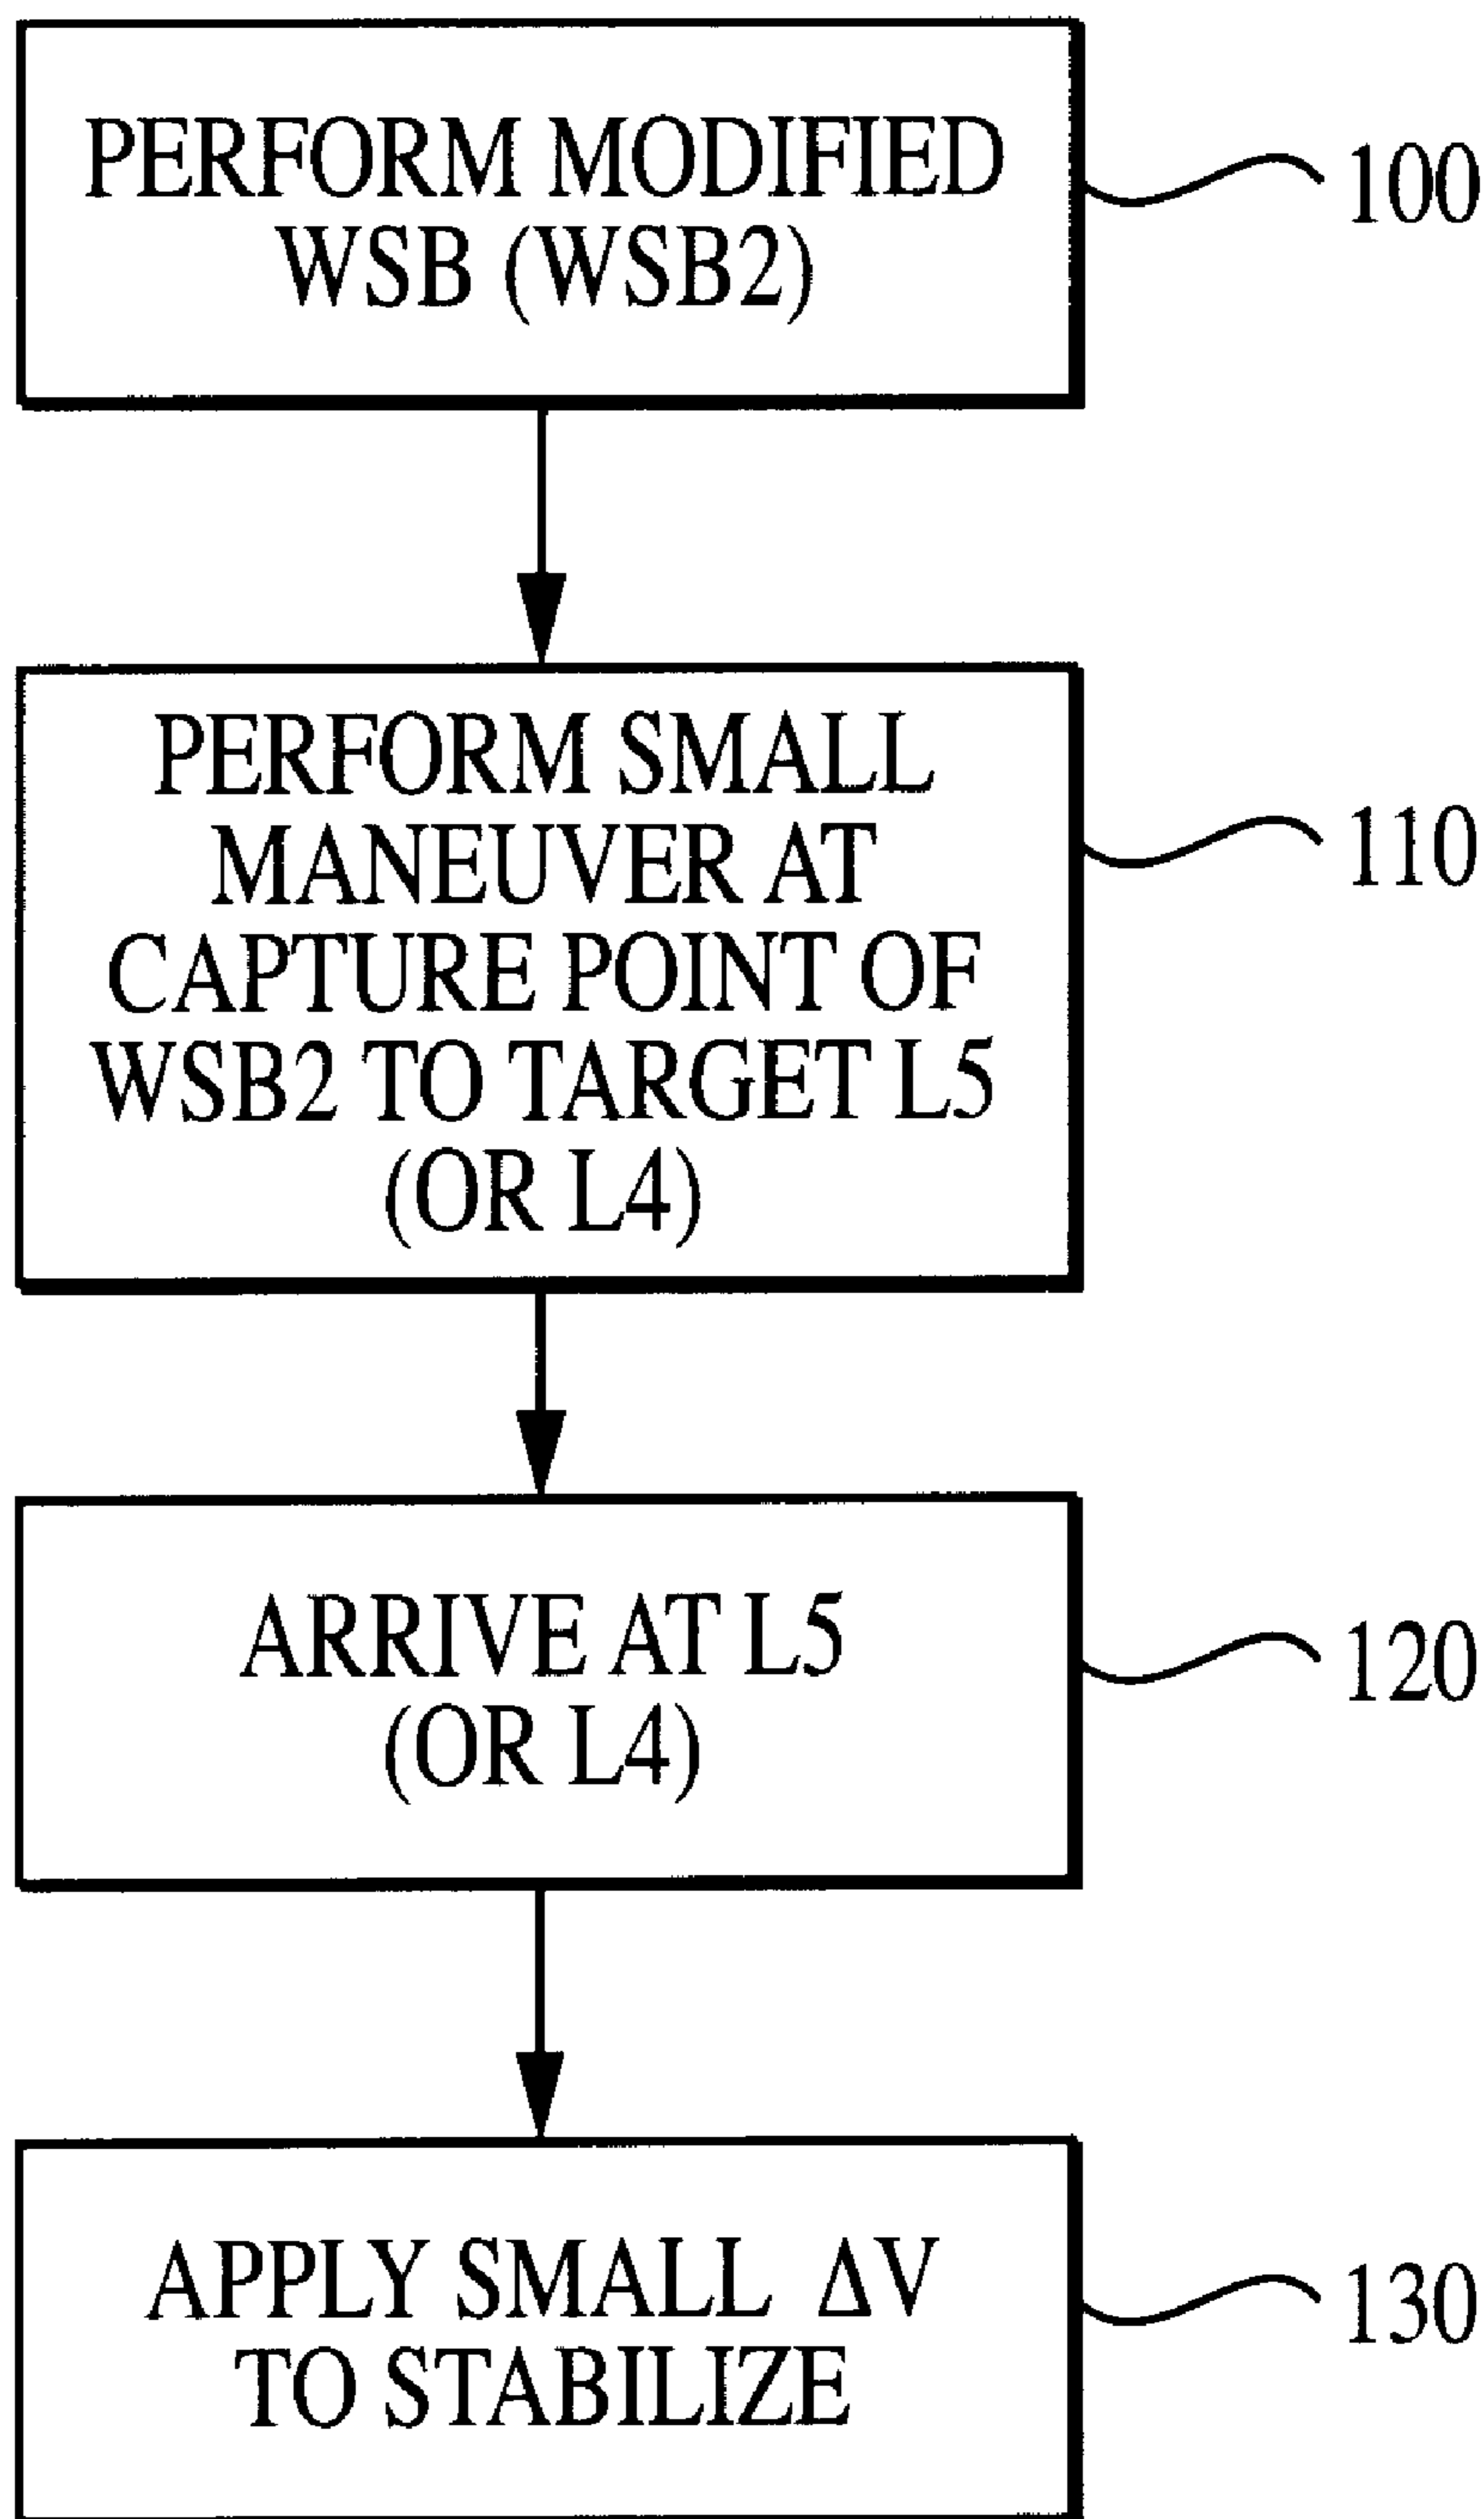 PERFORM MODIFIED
WSB (WSB2)
100
PERFORM SMALL
MANEUVER AT
CAPTURE POINT OF
WSB2 TO TARGET L5
(OR L4)
110
ARRIVE AT L5
(OR L4)
120
APPLY SMALL ΔV
TO STABILIZE
130